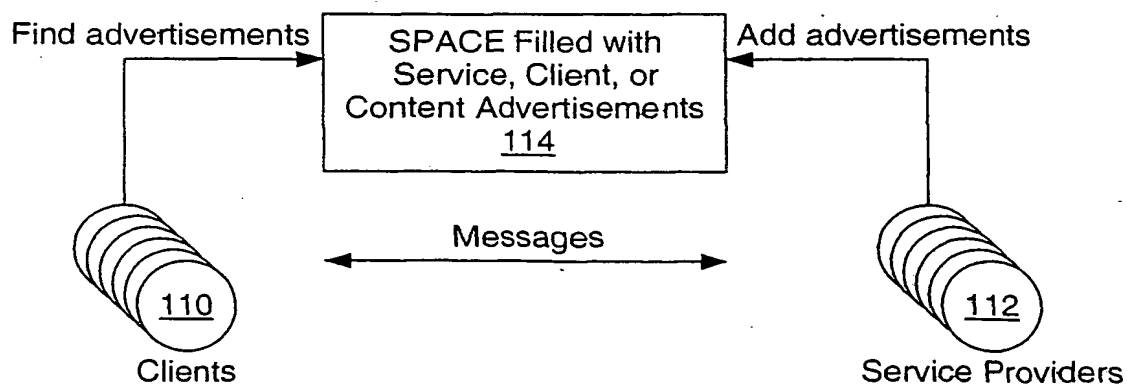 Find advertisements
SPACE Filled with
Service, Client, or
Content Advertisements
114
Add advertisements
Messages
110
112
Clients
Service Providers